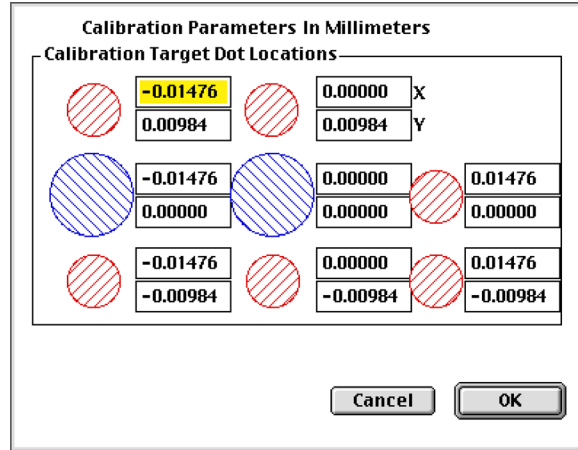 Calibration Parameters In Millimeters
Calibration Target Dot Locations
-0.01476 0.00000 X
0.00984 0.00984 Y
-0.01476 0.00000 0.01476
0.00000 0.00000 0.00000
-0.01476 0.00000 0.01476
-0.00984 -0.00984 -0.00984
Cancel OK